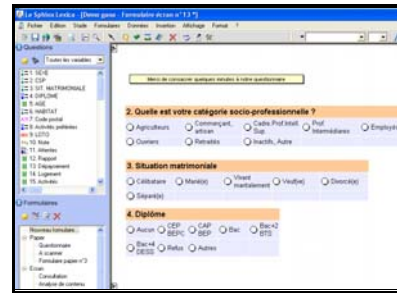 Le Sphinx Lexica - [Demo gene - Formulaire écran n°13 *]
Fichier Edition Stade Formulaires Données Insertion Affichage Format ?
Questions
Toutes les variables
1. SEXE
2. CSP
3. SIT. MATRIMONIALE
4. DIPLOME
5. AGE
6. HABITAT
7. Code postal
8. Activités préférées
9. LOTO
10. Note
11. Attentes
12. Rapport
13. Dépaysement
14. Logement
15. Activités
Formulaires
Nouveau formulaire...
Papier
Questionnaire
A scanner
Formulaire papier n°3
Ecran
Consultation
Analyse de contenu
Merci de consacrer quelques minutes à notre questionnaire
2. Quelle est votre catégorie socio-professionnelle ?
Agriculteurs
Commerçant, artisan
Cadre,Prof.Intell. Sup.
Prof. Intermédiaires
Employés
Ouvriers
Retraités
Inactifs, Autre
3. Situation matrimoniale
Célibataire
Marié(e)
Vivant maritalement
Veuf(ve)
Divorcé(e)
Séparé(e)
4. Diplôme
Aucun
CEP BEPC
CAP BEP
Bac
Bac+2 BTS
Bac+4 DESS
Refus
Autres